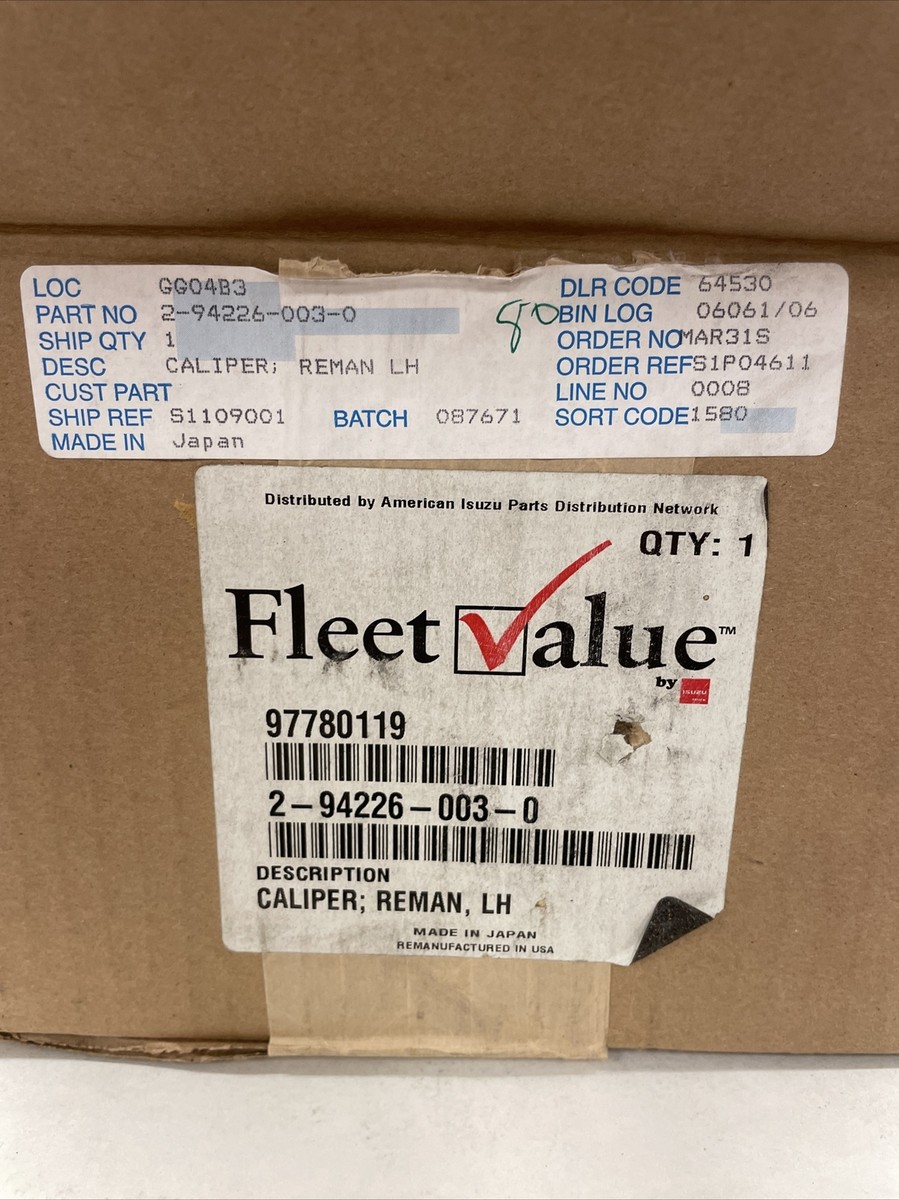 LOC GG04B3
PART NO 2-94226-003-0
SHIP QTY 1
DESC CALIPER; REMAN LH
CUST PART
SHIP REF S1109001 BATCH 087671
MADE IN Japan
80
DLR CODE 64530
BIN LOG 06061/06
ORDER NO MAR31S
ORDER REF S1P04611
LINE NO 0008
SORT CODE 1580
Distributed by American Isuzu Parts Distribution Network
QTY: 1
Fleet Value™
by ISUZU
97780119
2-94226-003-0
DESCRIPTION
CALIPER; REMAN, LH
MADE IN JAPAN
REMANUFACTURED IN USA